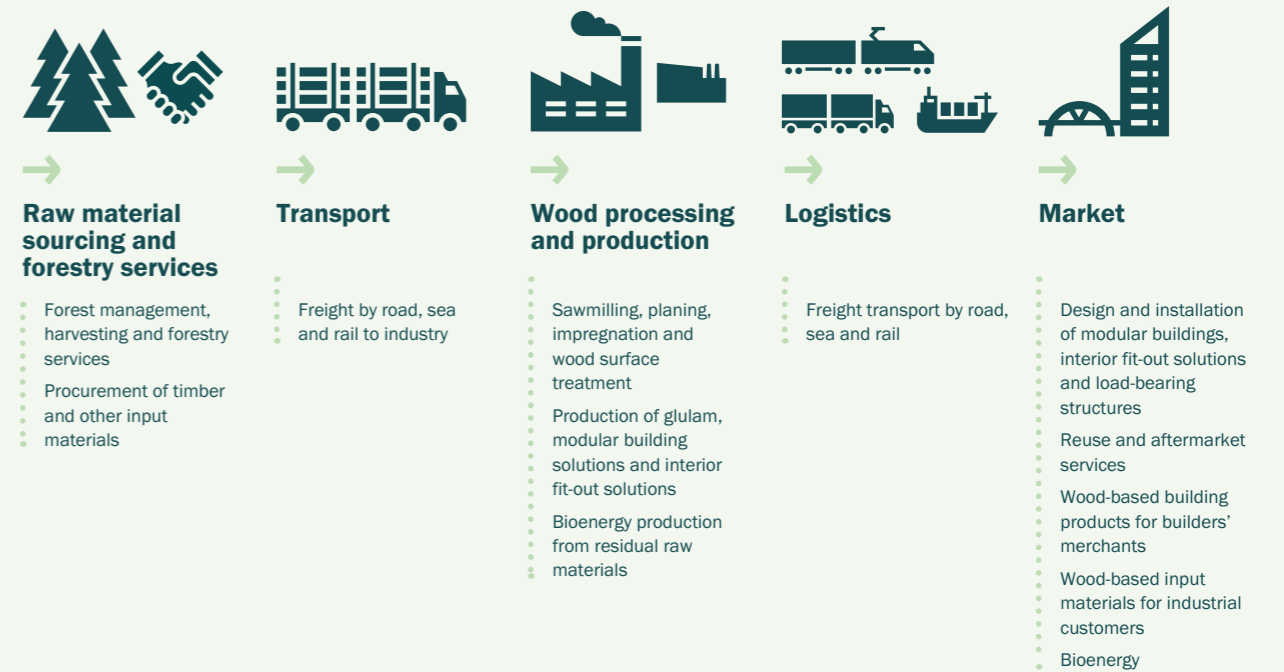 Raw material
sourcing and
forestry services
Forest management,
harvesting and forestry
services
Procurement of timber
and other input
materials
Transport
Freight by road, sea
and rail to industry
Wood processing
and production
Sawmilling, planing,
impregnation and
wood surface
treatment
Production of glulam,
modular building
solutions and interior
fit-out solutions
Bioenergy production
from residual raw
materials
Logistics
Freight transport by road,
sea and rail
Market
Design and installation
of modular buildings,
interior fit-out solutions
and load-bearing
structures
Reuse and aftermarket
services
Wood-based building
products for builders’
merchants
Wood-based input
materials for industrial
customers
Bioenergy